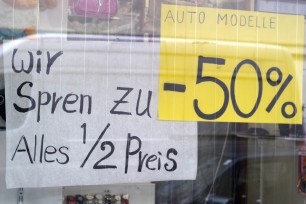 AUTO MODELLE
-50%
Wir
Spren zu
Alles 1/2 Preis